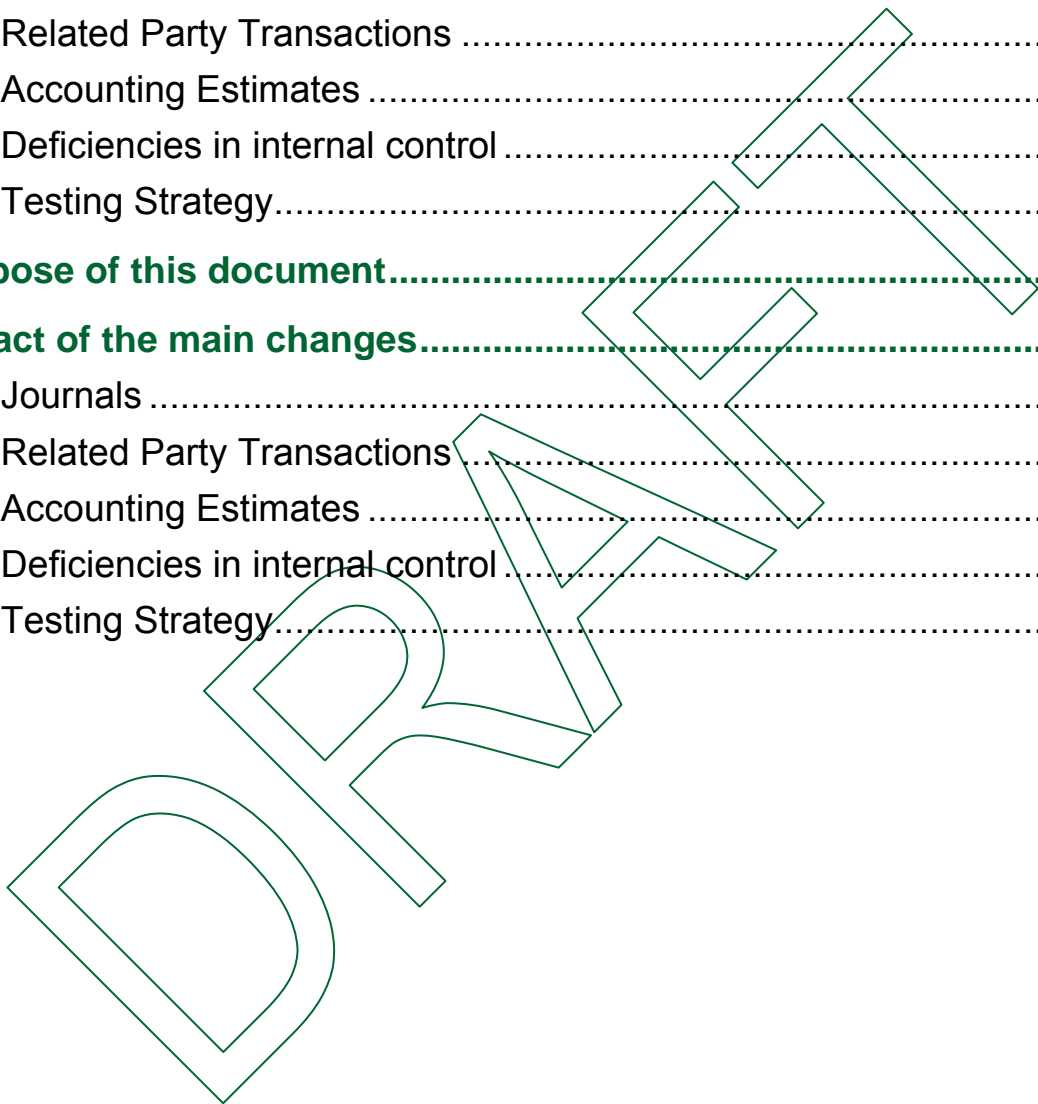 Related Party Transactions ........................................................
Accounting Estimates .................................................................
Deficiencies in internal control ....................................................
Testing Strategy..........................................................................
pose of this document..............................................................
act of the main changes...........................................................
Journals ......................................................................................
Related Party Transactions ........................................................
Accounting Estimates .................................................................
Deficiencies in internal control ....................................................
Testing Strategy..........................................................................
DRAFT